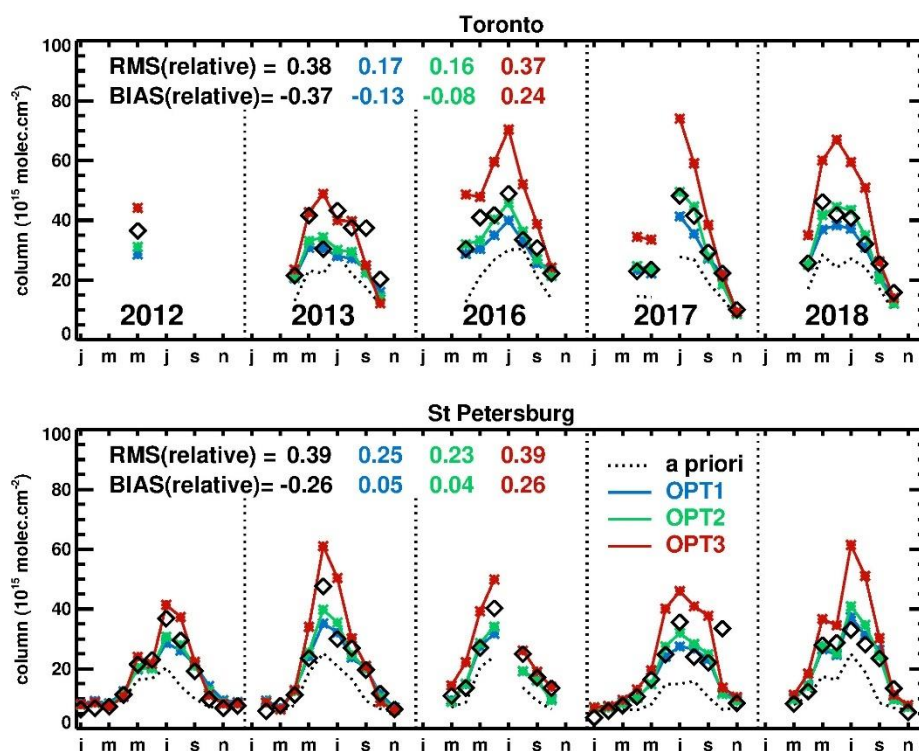 Toronto
column (10¹⁵ molec.cm⁻²)
100
80
60
40
20
0
RMS(relative) = 0.38 0.17 0.16 0.37
BIAS(relative)= -0.37 -0.13 -0.08 0.24
2012 2013 2016 2017 2018
j m m j s n j m m j s n j m m j s n j m m j s n j m m j s n
St Petersburg
column (10¹⁵ molec.cm⁻²)
100
80
60
40
20
0
RMS(relative) = 0.39 0.25 0.23 0.39
BIAS(relative)= -0.26 0.05 0.04 0.26
a priori
OPT1
OPT2
OPT3
j m m j s n j m m j s n j m m j s n j m m j s n j m m j s n